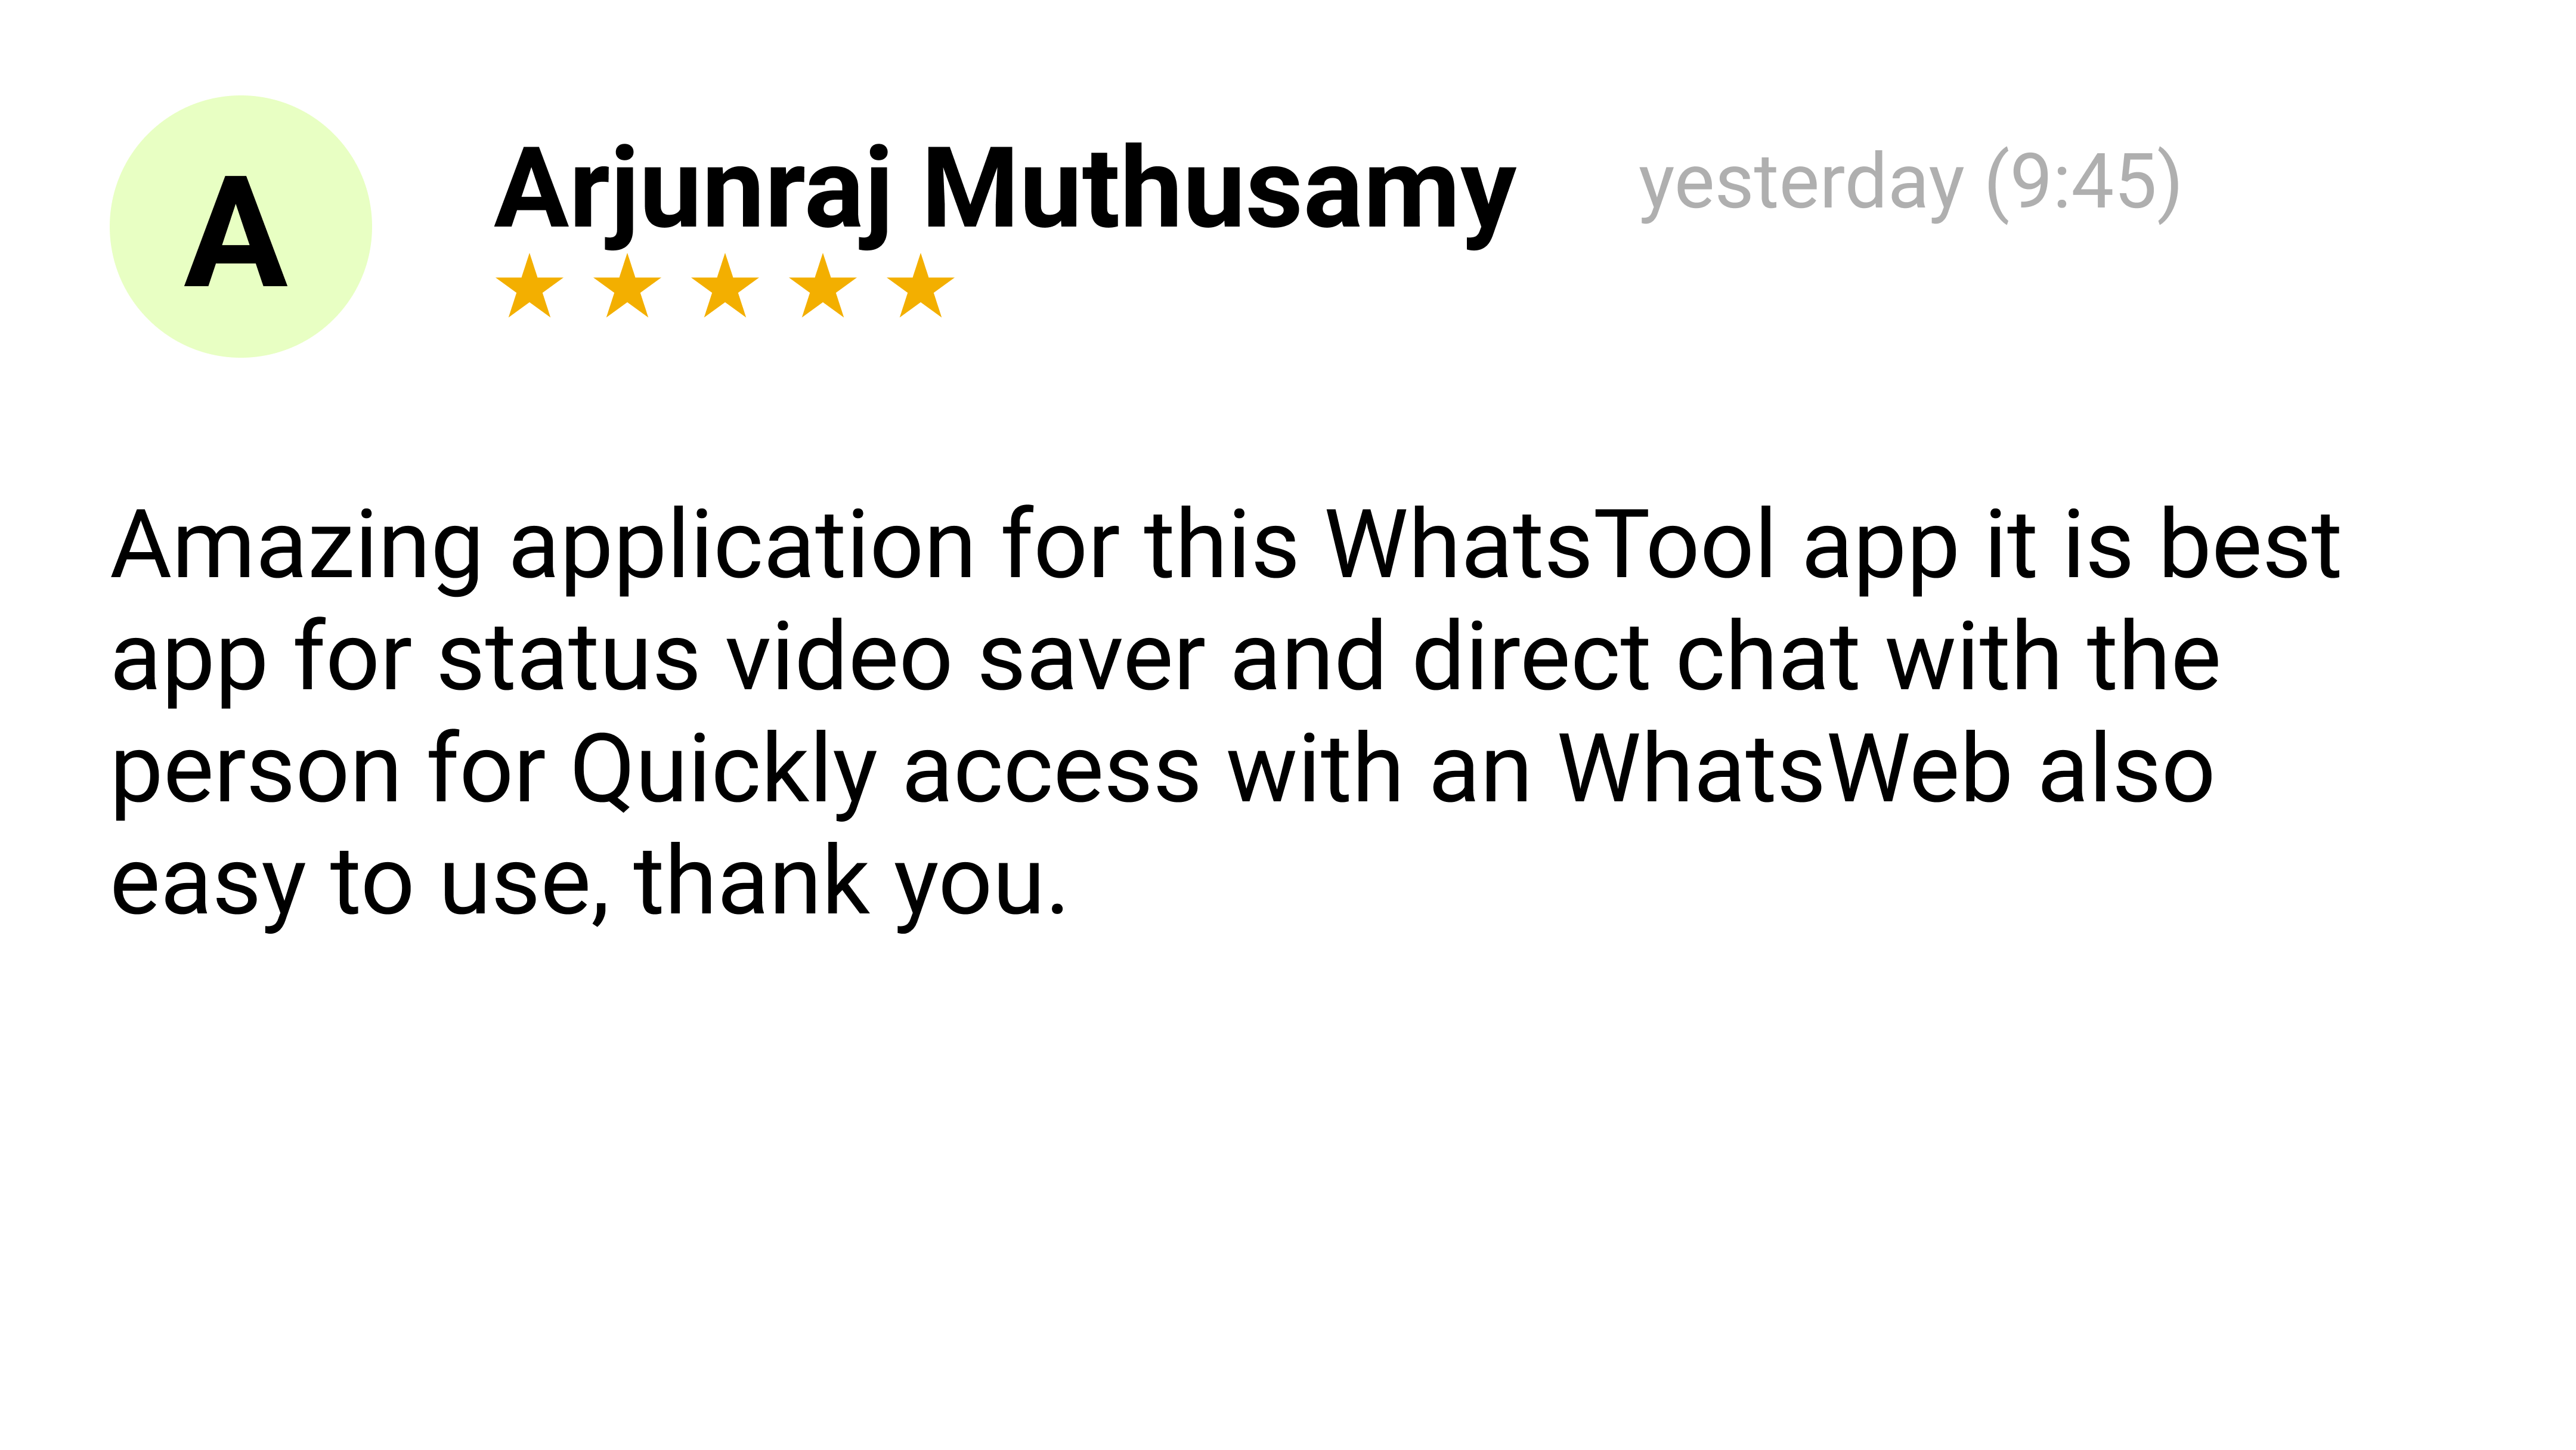 A
Arjunraj Muthusamy yesterday (9:45)
Amazing application for this WhatsTool app it is best
app for status video saver and direct chat with the
person for Quickly access with an WhatsWeb also
easy to use, thank you.